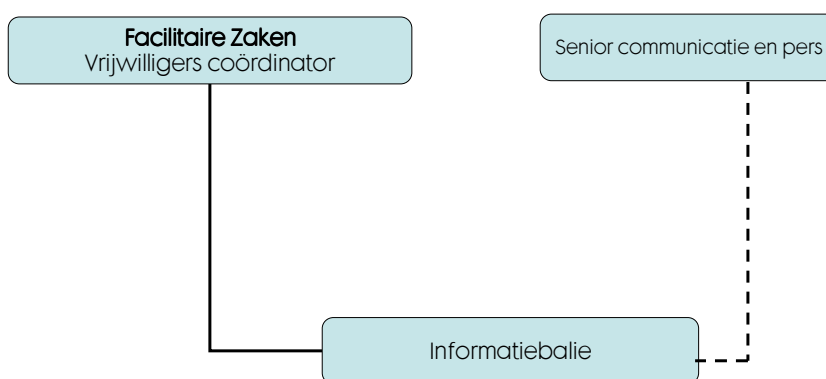 Facilitaire Zaken
Vrijwilligers coördinator
Senior communicatie en pers
Informatiebalie